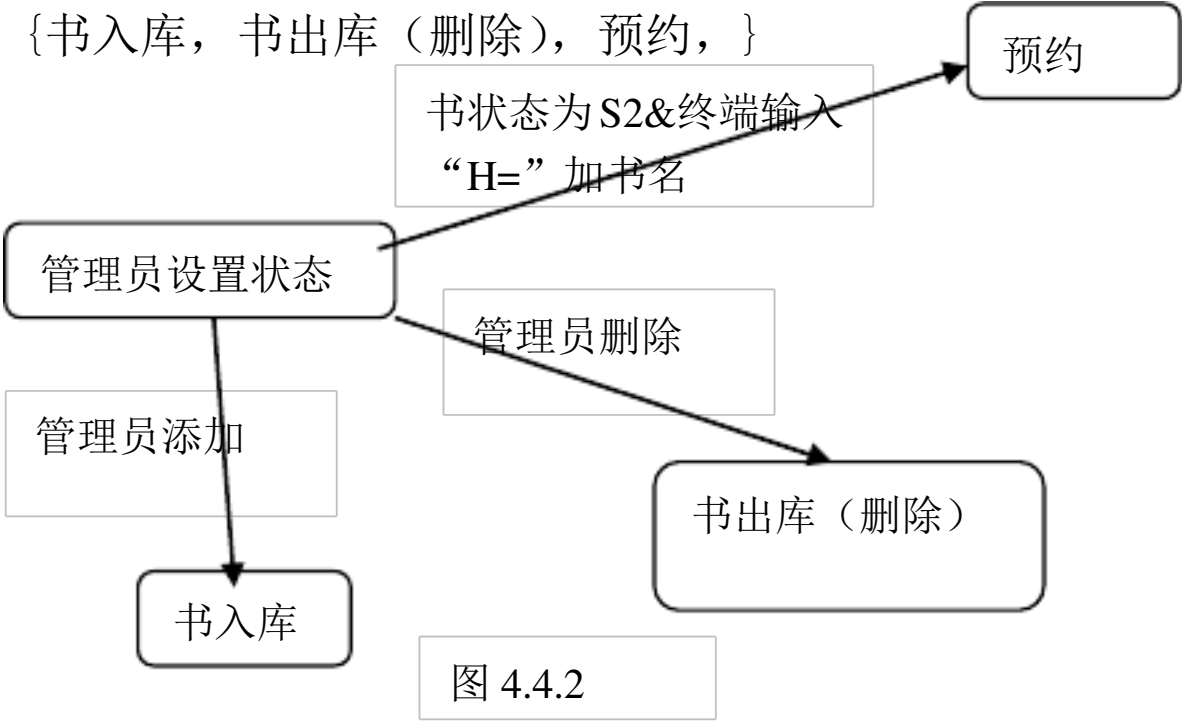 {书入库，书出库（删除），预约，}
预约
书状态为 S2&终端输入
“H=”加书名
管理员设置状态
管理员删除
管理员添加
书出库（删除）
书入库
图 4.4.2